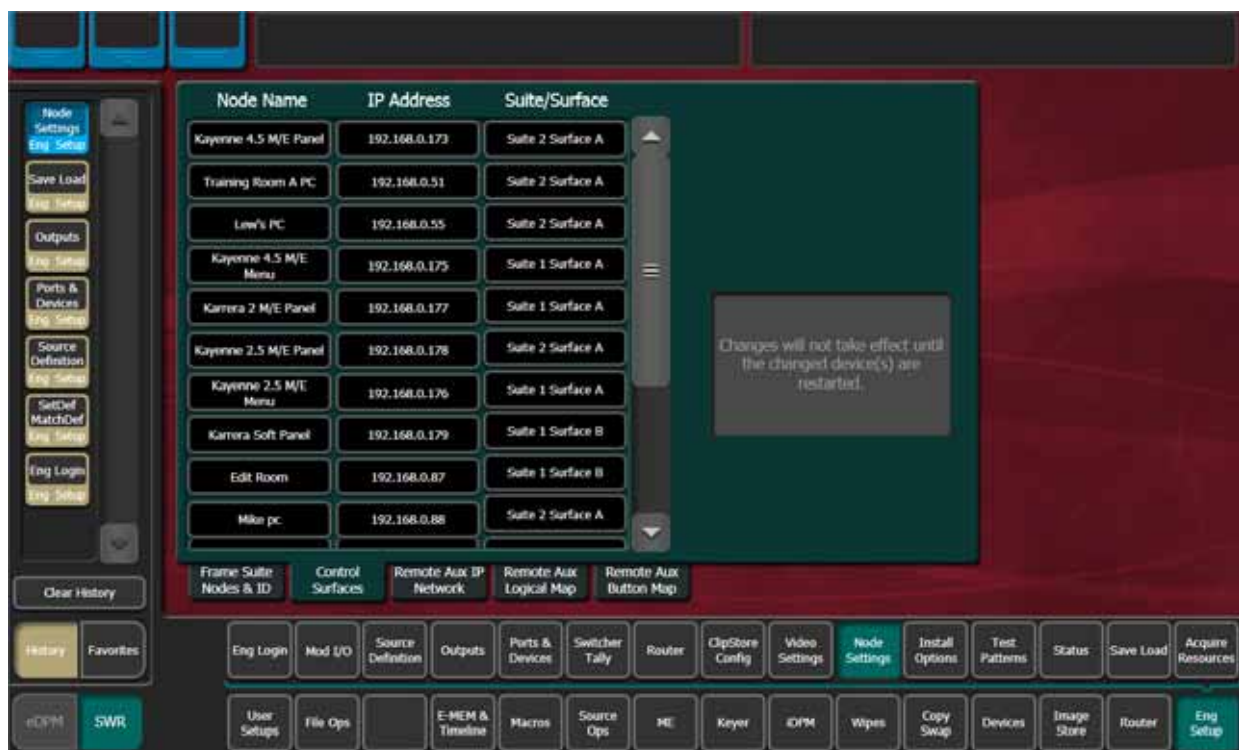 Node Name IP Address Suite/Surface
Kayenne 4.5 M/E Panel 192.168.0.173 Suite 2 Surface A
Training Room A PC 192.168.0.51 Suite 2 Surface A
Lew's PC 192.168.0.55 Suite 2 Surface A
Kayenne 4.5 M/E Menu 192.168.0.175 Suite 1 Surface A
Karrera 2 M/E Panel 192.168.0.177 Suite 1 Surface A
Kayenne 2.5 M/E Panel 192.168.0.178 Suite 2 Surface A
Kayenne 2.5 M/E Menu 192.168.0.176 Suite 1 Surface A
Karrera Soft Panel 192.168.0.179 Suite 1 Surface B
Edit Room 192.168.0.87 Suite 1 Surface B
Mike pc 192.168.0.88 Suite 2 Surface A
Changes will not take effect until
the changed device(s) are
restarted.
Node
Settings
Eng Setup
Save Load
Eng Setup
Outputs
Eng Setup
Ports &
Devices
Eng Setup
Source
Definition
Eng Setup
SetDef
MatchDef
Eng Setup
Eng Login
Eng Setup
Clear History
History Favorites
eDPM SWR
Frame Suite Nodes & ID Control Surfaces Remote Aux IP Network Remote Aux Logical Map Remote Aux Button Map
Eng Login Mod I/O Source Definition Outputs Ports & Devices Switcher Tally Router ClipStore Config Video Settings Node Settings Install Options Test Patterns Status Save Load Acquire Resources
User Setups File Ops E-MEM & Timeline Macros Source Ops ME Keyer iDPM Wipes Copy Swap Devices Image Store Router Eng Setup